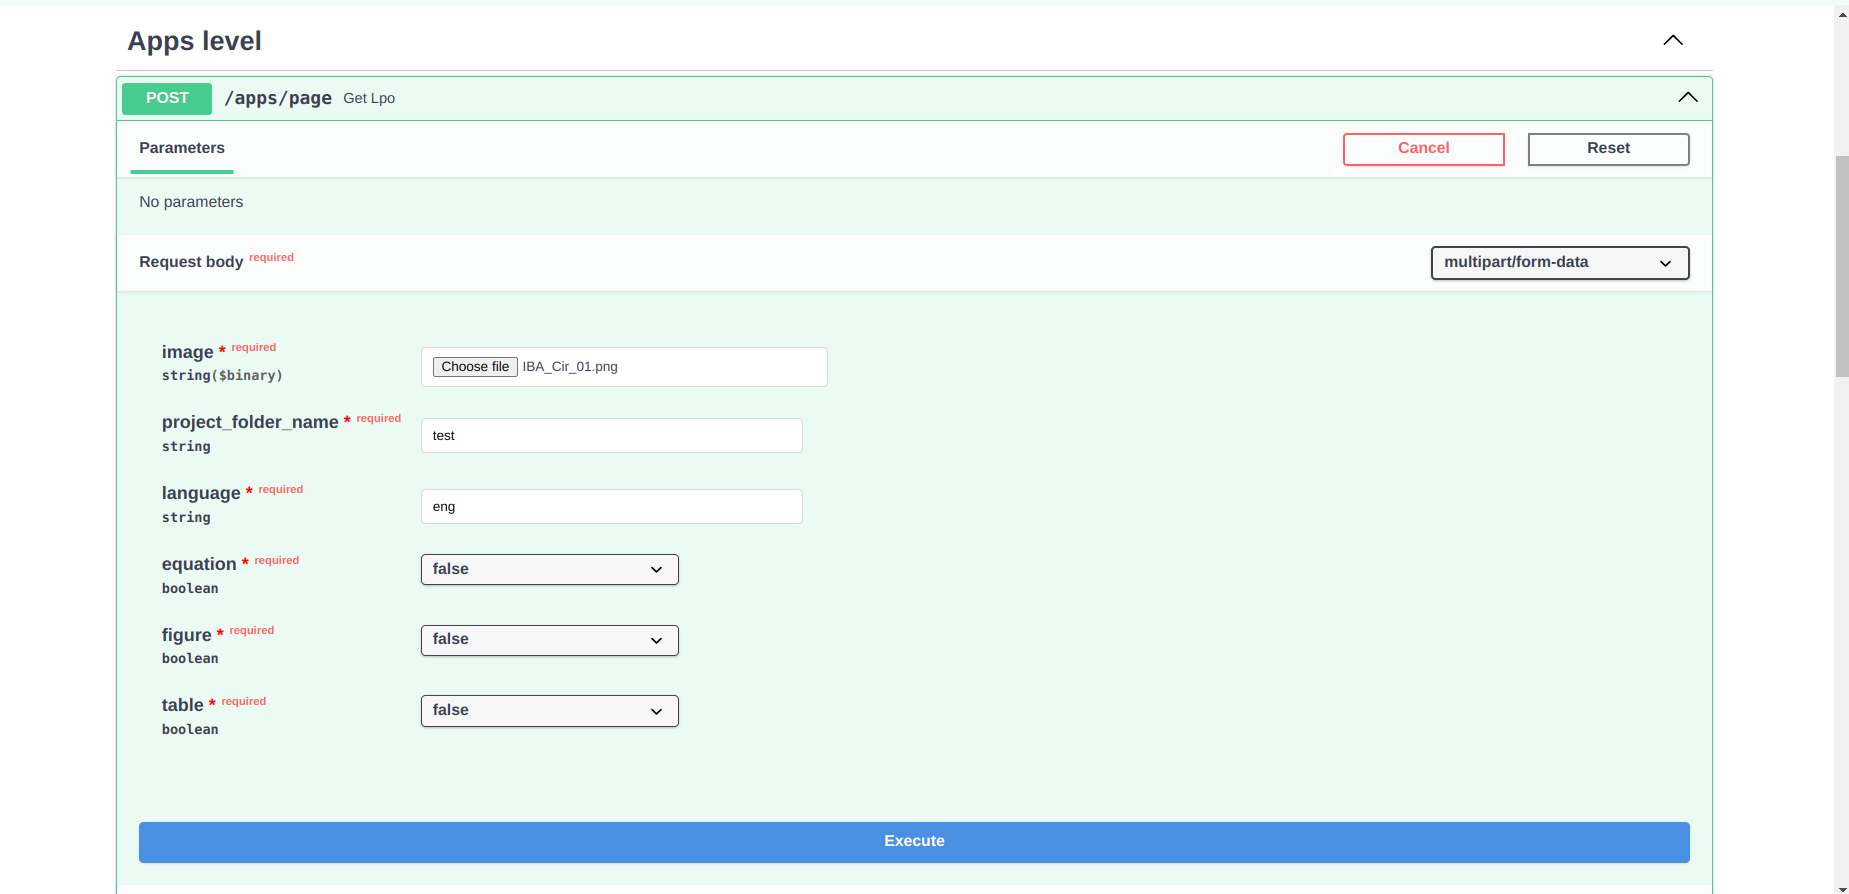 Apps level
POST /apps/page Get Lpo
Parameters Cancel Reset
No parameters
Request body required multipart/form-data
image * required
string($binary)
Choose file IBA_Cir_01.png
project_folder_name * required
string
test
language * required
string
eng
equation * required
boolean
false
figure * required
boolean
false
table * required
boolean
false
Execute